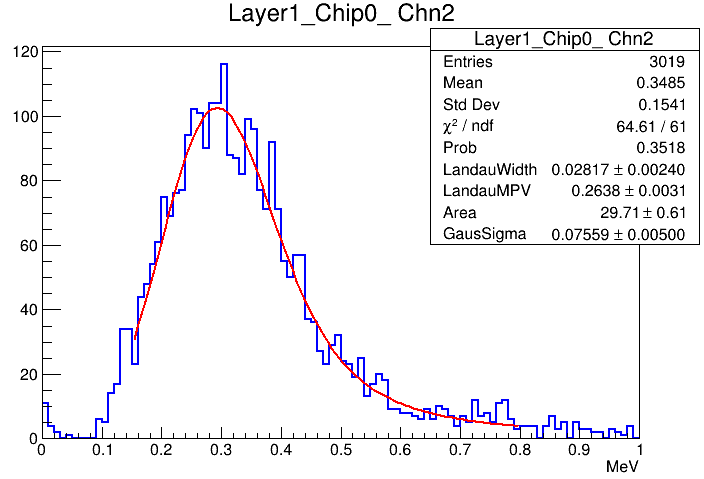 Layer1_Chip0_ Chn2
Layer1_Chip0_ Chn2
Entries 3019
Mean 0.3485
Std Dev 0.1541
χ² / ndf 64.61 / 61
Prob 0.3518
LandauWidth 0.02817 ± 0.00240
LandauMPV 0.2638 ± 0.0031
Area 29.71 ± 0.61
GausSigma 0.07559 ± 0.00500
120
100
80
60
40
20
0
0 0.1 0.2 0.3 0.4 0.5 0.6 0.7 0.8 0.9 1
MeV